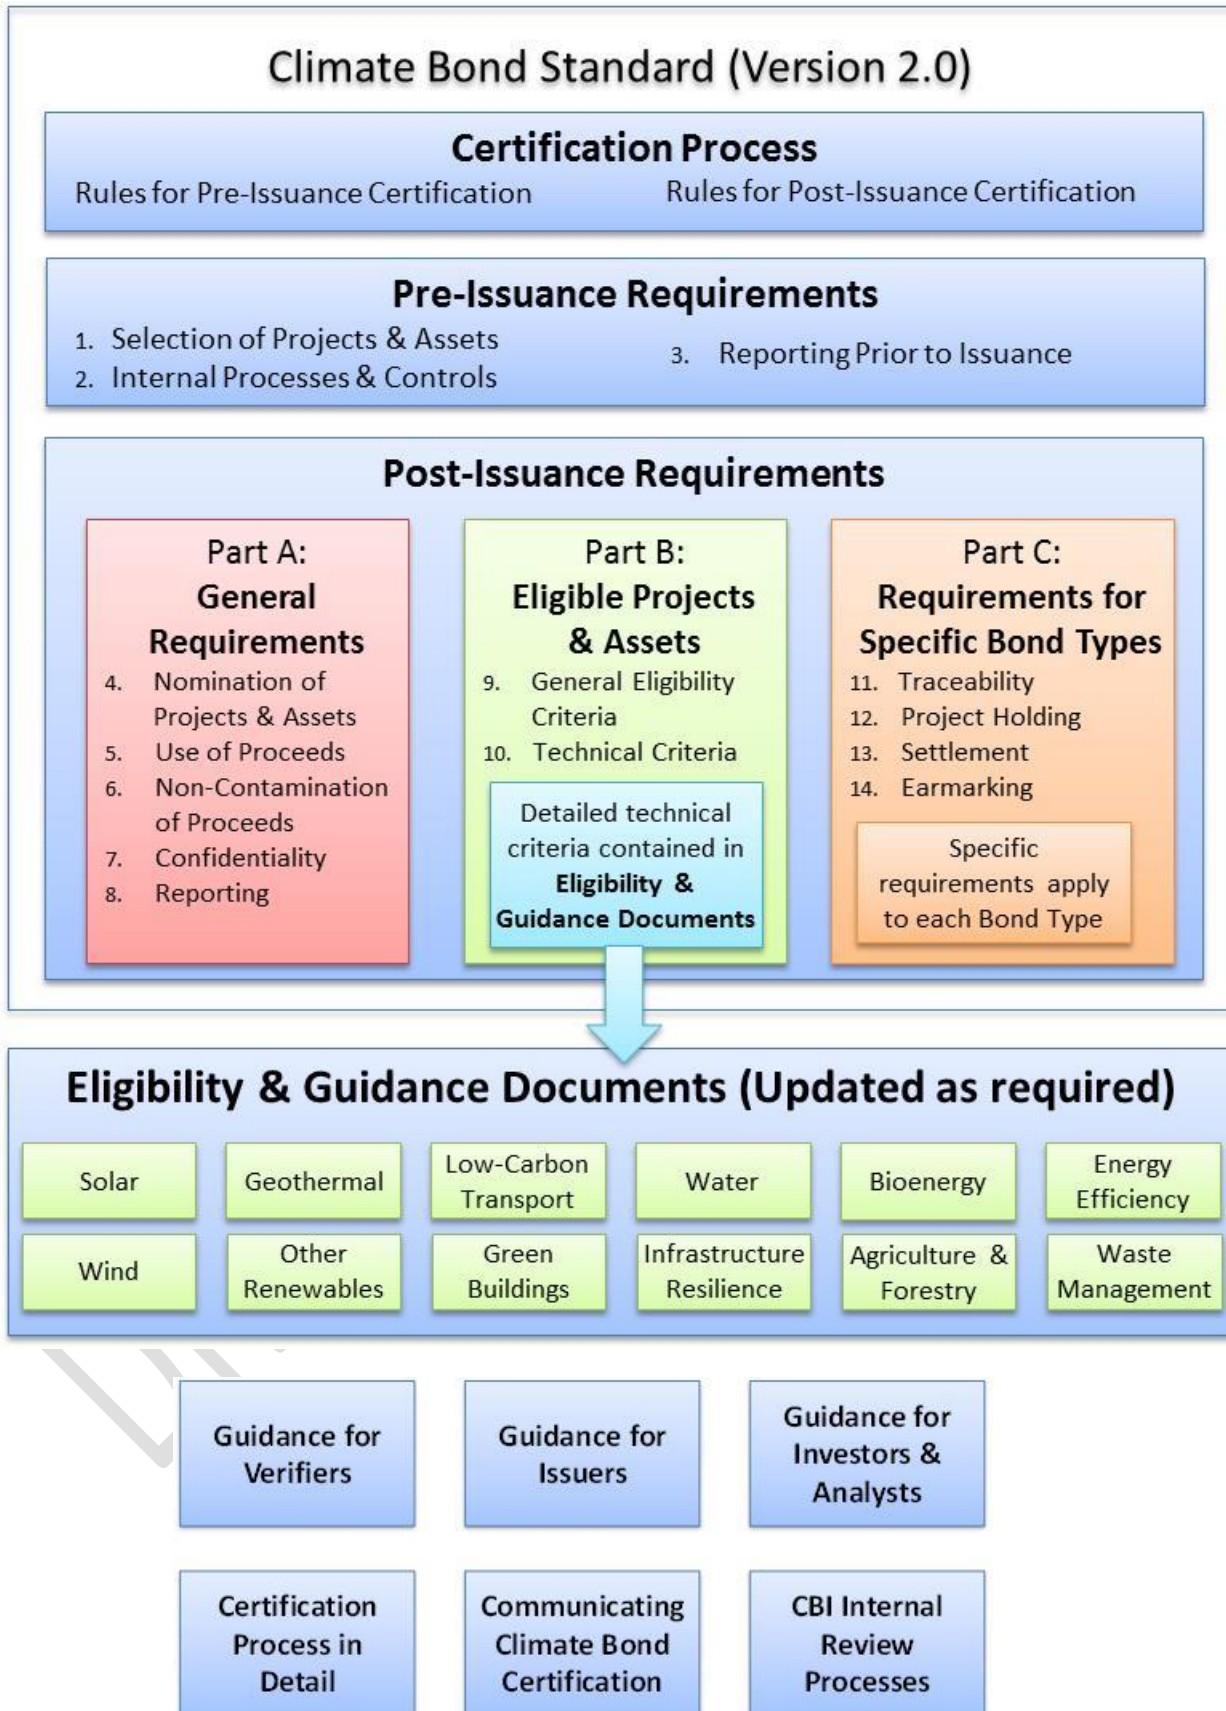 Climate Bond Standard (Version 2.0)
Certification Process
Rules for Pre-Issuance Certification
Rules for Post-Issuance Certification
Pre-Issuance Requirements
1. Selection of Projects & Assets
2. Internal Processes & Controls
3. Reporting Prior to Issuance
Post-Issuance Requirements
Part A:
General
Requirements
4. Nomination of
Projects & Assets
5. Use of Proceeds
6. Non-Contamination
of Proceeds
7. Confidentiality
8. Reporting
Part B:
Eligible Projects
& Assets
9. General Eligibility
Criteria
10. Technical Criteria
Detailed technical
criteria contained in
Eligibility &
Guidance Documents
Part C:
Requirements for
Specific Bond Types
11. Traceability
12. Project Holding
13. Settlement
14. Earmarking
Specific
requirements apply
to each Bond Type
Eligibility & Guidance Documents (Updated as required)
Solar
Geothermal
Low-Carbon
Transport
Water
Bioenergy
Energy
Efficiency
Wind
Other
Renewables
Green
Buildings
Infrastructure
Resilience
Agriculture &
Forestry
Waste
Management
Guidance for
Verifiers
Guidance for
Issuers
Guidance for
Investors &
Analysts
Certification
Process in
Detail
Communicating
Climate Bond
Certification
CBI Internal
Review
Processes